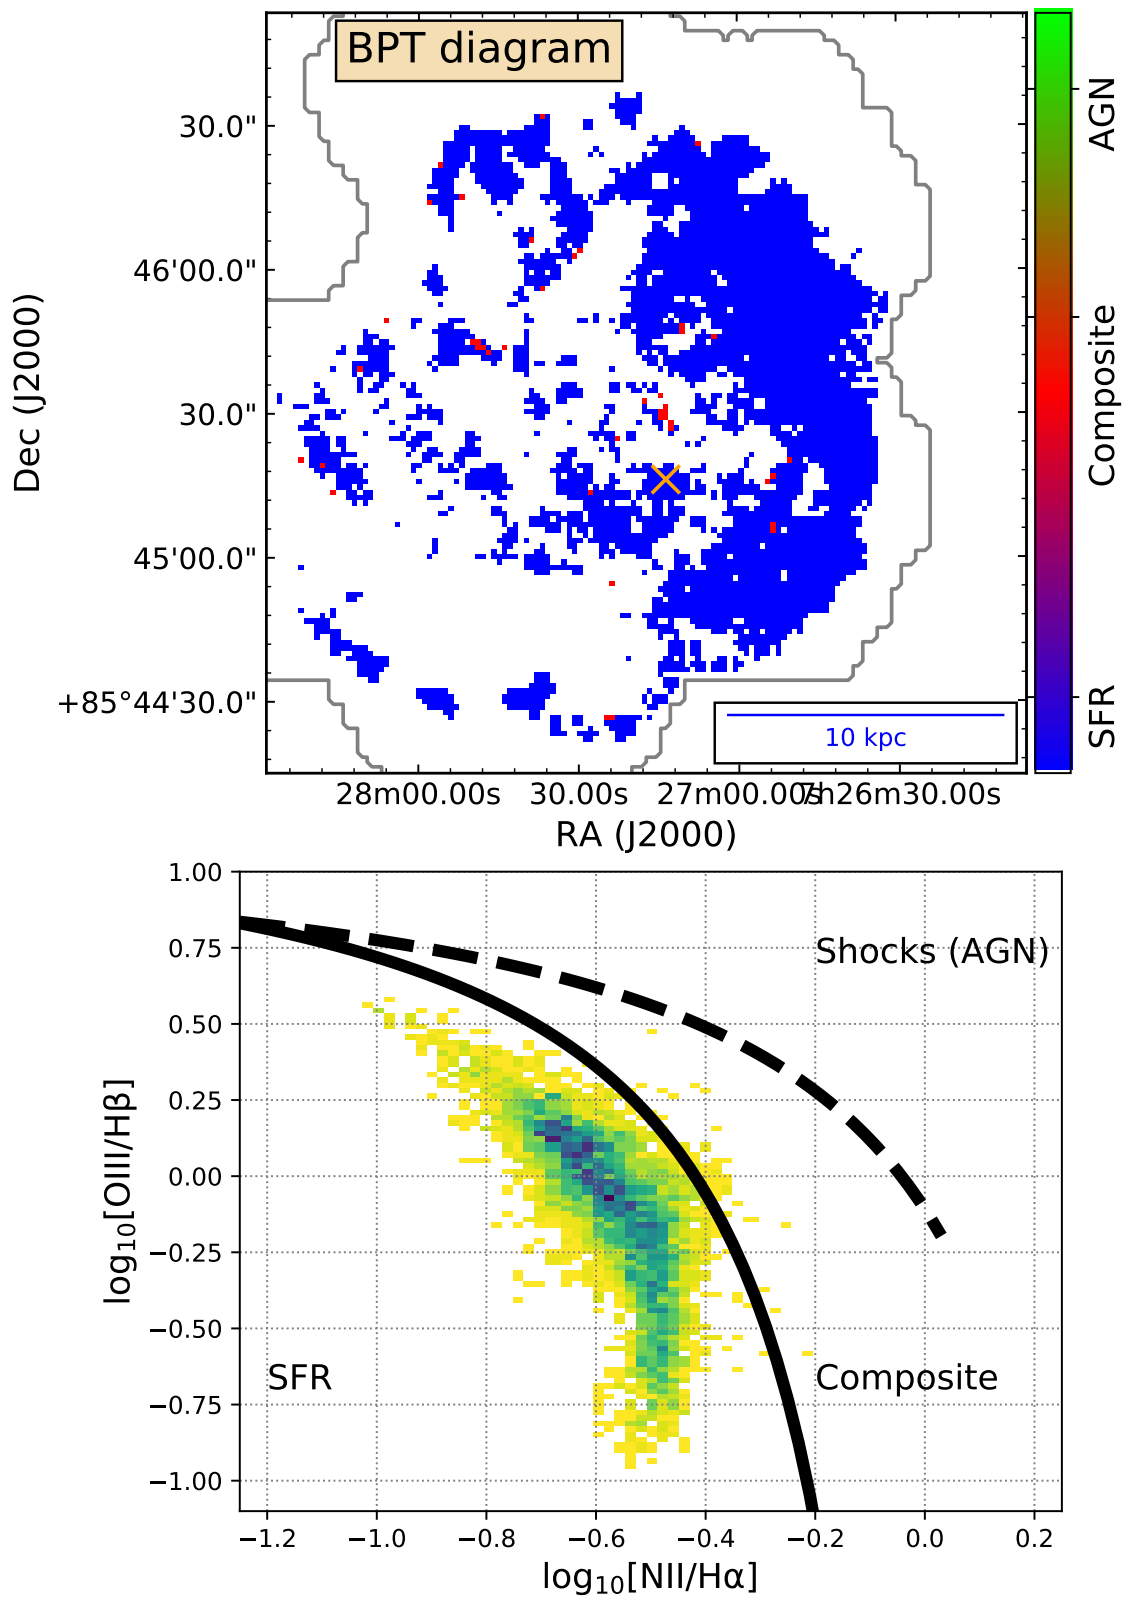 BPT diagram
30.0"
46'00.0"
30.0"
45'00.0"
+85°44'30.0"
Dec (J2000)
10 kpc
28m00.00s 30.00s 27m00.00s 7h26m30.00s
RA (J2000)
AGN
Composite
SFR
1.00
0.75
0.50
0.25
0.00
−0.25
−0.50
−0.75
−1.00
log10[OIII/Hβ]
Shocks (AGN)
SFR
Composite
−1.2 −1.0 −0.8 −0.6 −0.4 −0.2 0.0 0.2
log10[NII/Hα]